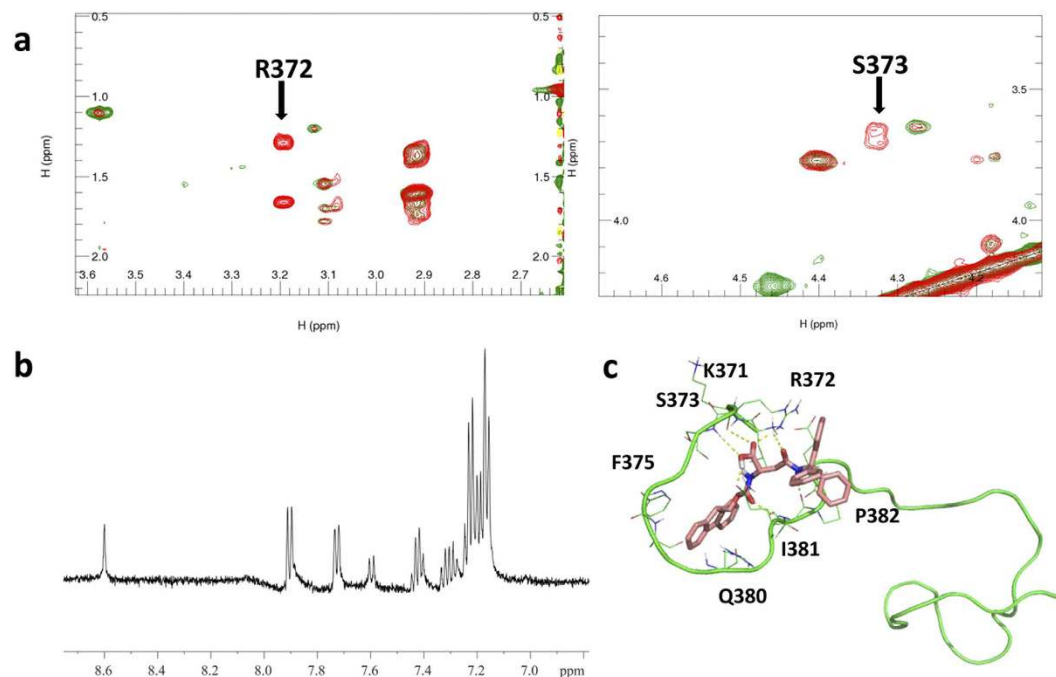 a
R372
0.5
1.0
1.5
2.0
H (ppm)
3.6
3.5
3.4
3.3
3.2
3.1
3.0
2.9
2.8
2.7
H (ppm)
S373
3.5
4.0
H (ppm)
4.6
4.5
4.4
4.3
H (ppm)
b
8.6
8.4
8.2
8.0
7.8
7.6
7.4
7.2
7.0
ppm
c
K371
R372
S373
F375
P382
I381
Q380